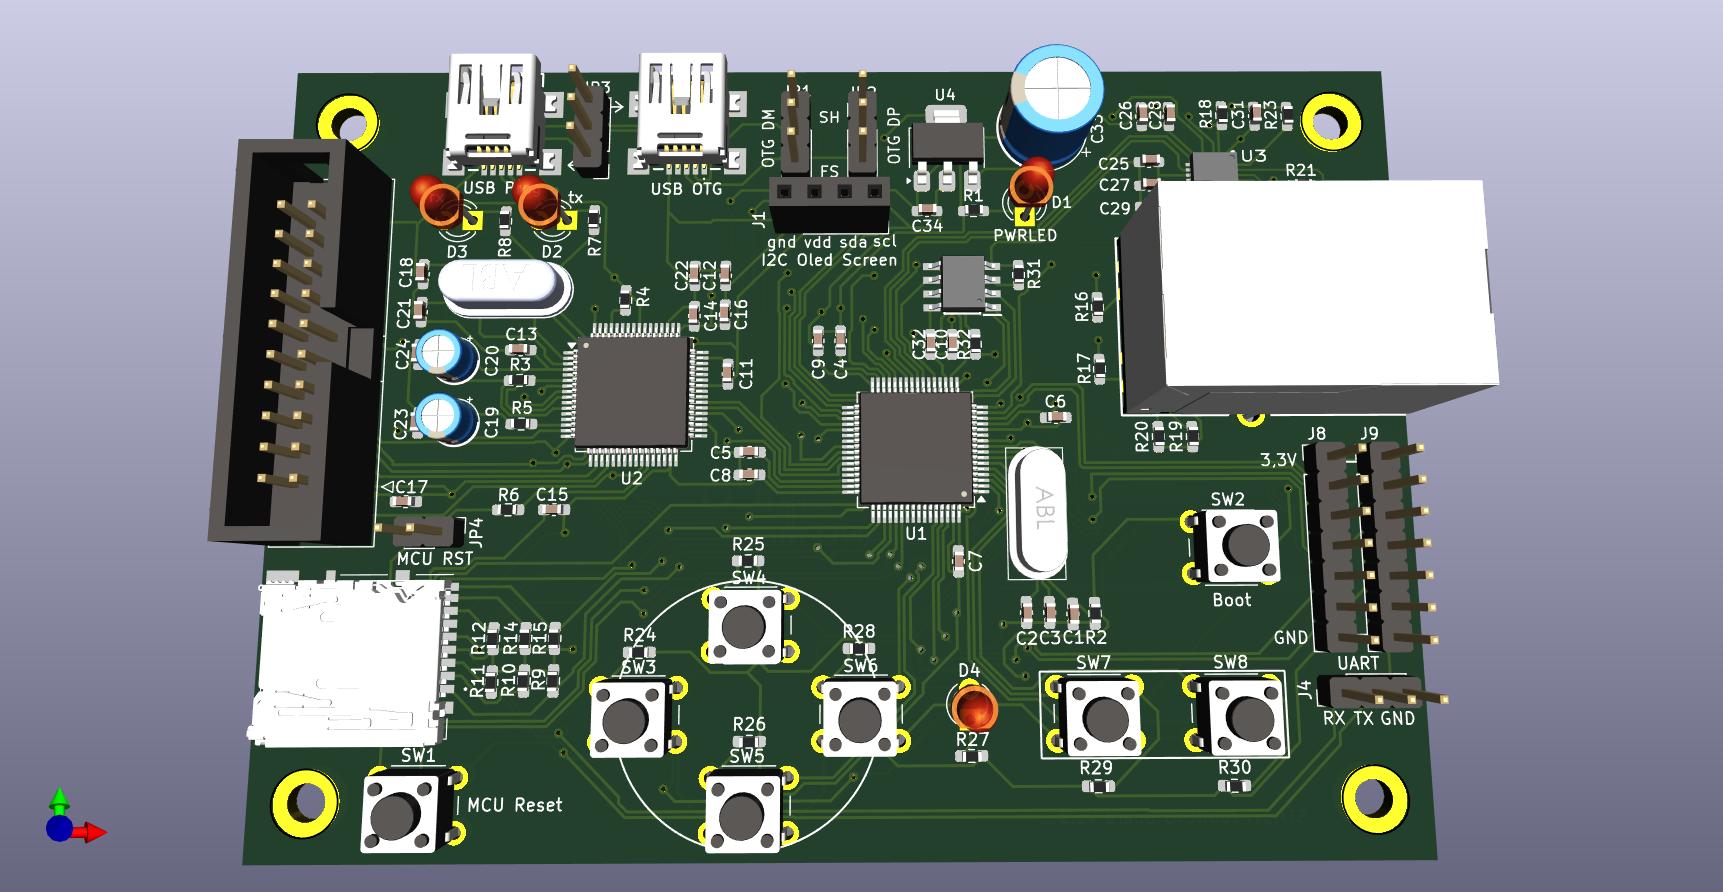 U4
C26
C28
R18
C31
R23
C33
+
OTG DM
SH
OTG DP
FS
U3
C25
C27
C29
R21
USB OTG
tx
R1
D1
C34
PWRLED
J1
gnd vdd sda scl
I2C Oled Screen
D3
R8
D2
R7
C18
C21
ABL
R4
C22
C12
C14
C16
R31
R16
R17
C24
C20
C13
R3
C11
C9
C4
C32
C10
R32
C23
C19
R5
C6
R20
R19
J8
J9
3,3V
C5
C8
U2
C17
R6
C15
ABL
SW2
JP4
MCU RST
U1
R25
C7
SW4
Boot
C2
C3
C1
R2
GND
R12
R14
R15
R24
SW3
R28
SW6
R11
R10
R9
D4
SW7
SW8
UART
J4
RX TX GND
R26
SW5
R27
R29
R30
SW1
MCU Reset